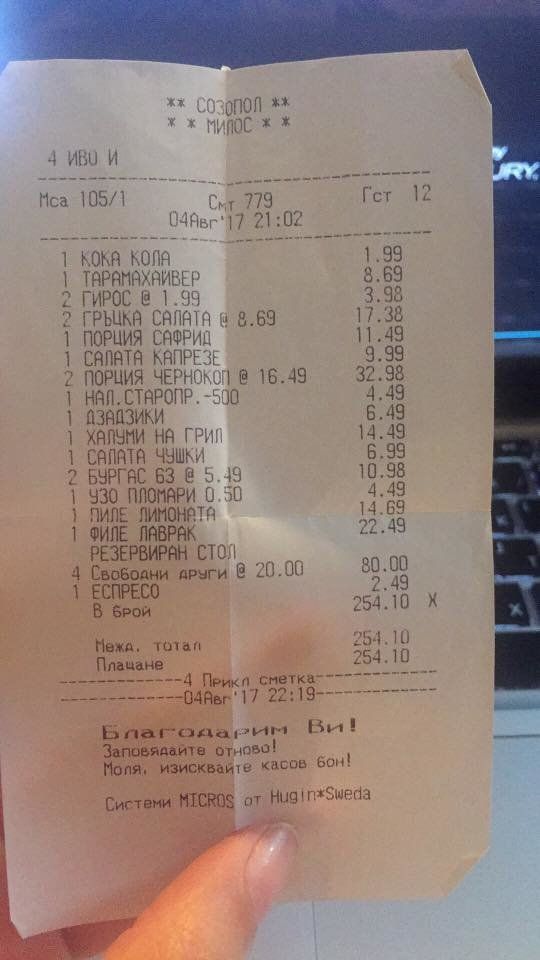 ** СОЗОПОЛ **
* * МИЛОС * *
4 ИВО И
Мса 105/1 Смт 779 Гст 12
04Авг'17 21:02
1 КОКА КОЛА 1.99
1 ТАРАМАХАЙВЕР 8.69
2 ГИРОС @ 1.99 3.98
2 ГРЪЦКА САЛАТА @ 8.69 17.38
1 ПОРЦИЯ САФРИД 11.49
1 САЛАТА КАПРЕЗЕ 9.99
2 ПОРЦИЯ ЧЕРНОКОП @ 16.49 32.98
1 НАЛ.СТАРОПР.-500 4.49
1 ДЗАДЗИКИ 6.49
1 ХАЛУМИ НА ГРИЛ 14.49
1 САЛАТА ЧУШКИ 6.99
2 БУРГАС 63 @ 5.49 10.98
1 УЗО ПЛОМАРИ 0.50 4.49
1 ПИЛЕ ЛИМОНАТА 14.69
1 ФИЛЕ ЛАВРАК 22.49
РЕЗЕРВИРАН СТОЛ
4 Свободни други @ 20.00 80.00
1 ЕСПРЕСО 2.49
В брой 254.10 X
Межд. тотал 254.10
Плащане 254.10
------------4 Прикл сметка------------
------------04Авг'17 22:19------------
Благодарим Ви!
Заповядайте отново!
Моля, изисквайте касов бон!
Системи MICROS от Hugin*Sweda